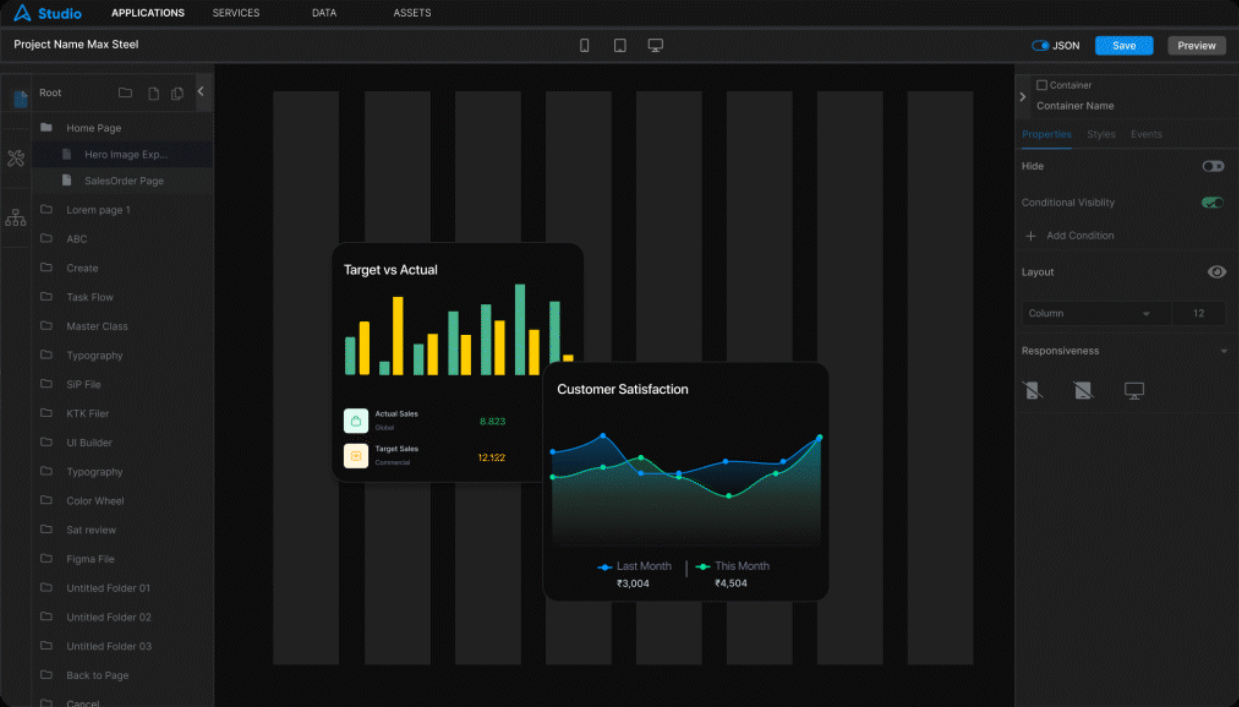 Studio
APPLICATIONS
SERVICES
DATA
ASSETS
Project Name Max Steel
JSON
Save
Preview
Root
Home Page
Hero Image Exp...
SalesOrder Page
Lorem page 1
ABC
Create
Task Flow
Master Class
Typography
SiP File
KTK Filer
UI Builder
Typography
Color Wheel
Sat review
Figma File
Untitled Folder 01
Untitled Folder 02
Untitled Folder 03
Back to Page
Cancel
Target vs Actual
Actual Sales
Global
8.823
Target Sales
Commercial
12.122
Customer Satisfaction
Last Month
₹3,004
This Month
₹4,504
Container
Container Name
Properties
Styles
Events
Hide
Conditional Visiblity
Add Condition
Layout
Column
12
Responsiveness